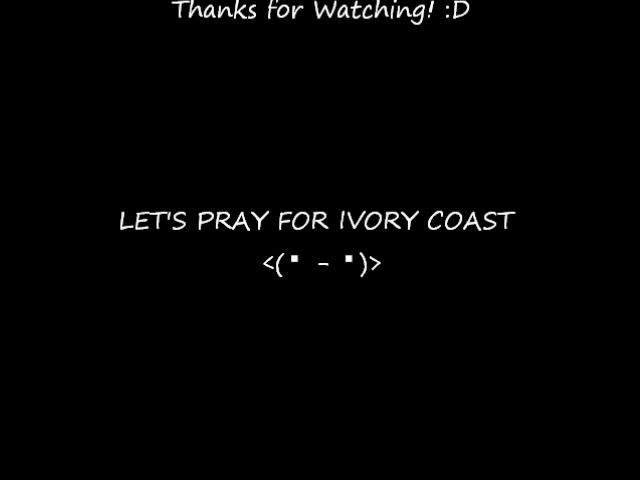 Thanks for Watching! :D
LET'S PRAY FOR IVORY COAST
<(▪ - ▪)>